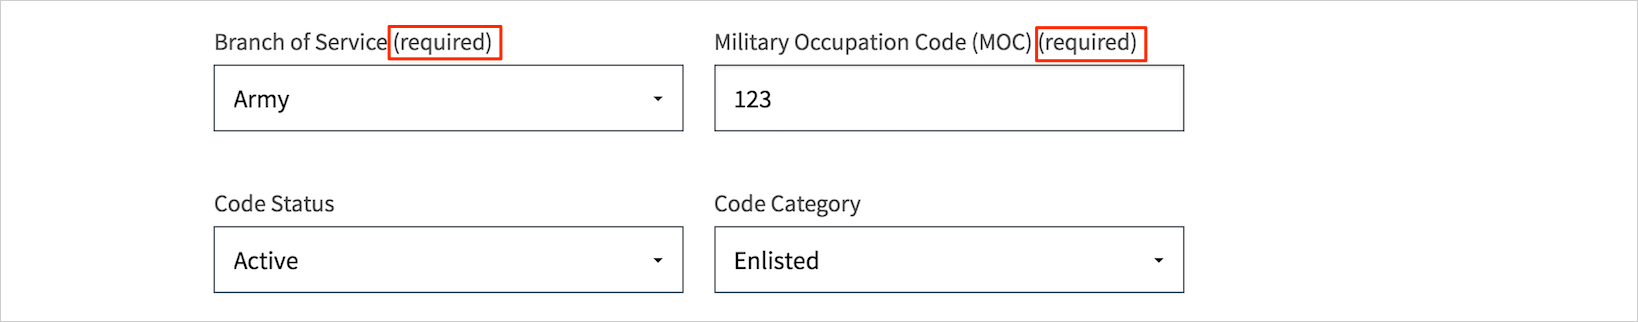 Branch of Service (required)
Military Occupation Code (MOC) (required)
Army
123
Code Status
Code Category
Active
Enlisted